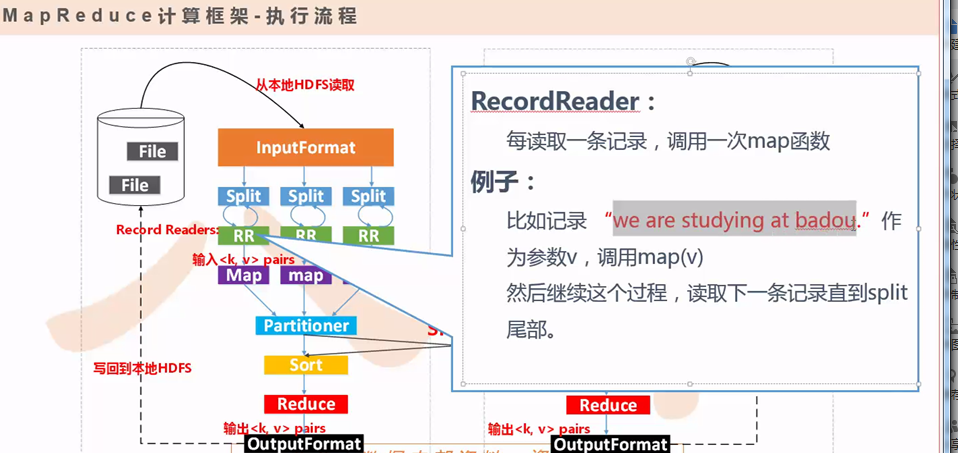 MapReduce计算框架-执行流程
从本地HDFS读取
File
File
InputFormat
Split
Split
Split
Record Readers:
RR
RR
RR
输入<k, v> pairs
Map
map
Partitioner
Sort
写回到本地HDFS
Reduce
输出<k, v> pairs
OutputFormat
RecordReader：
每读取一条记录，调用一次map函数
例子：
比如记录 “we are studying at badou.”作
为参数v，调用map(v)
然后继续这个过程，读取下一条记录直到split
尾部。
Reduce
输出<k, v> pairs
OutputFormat